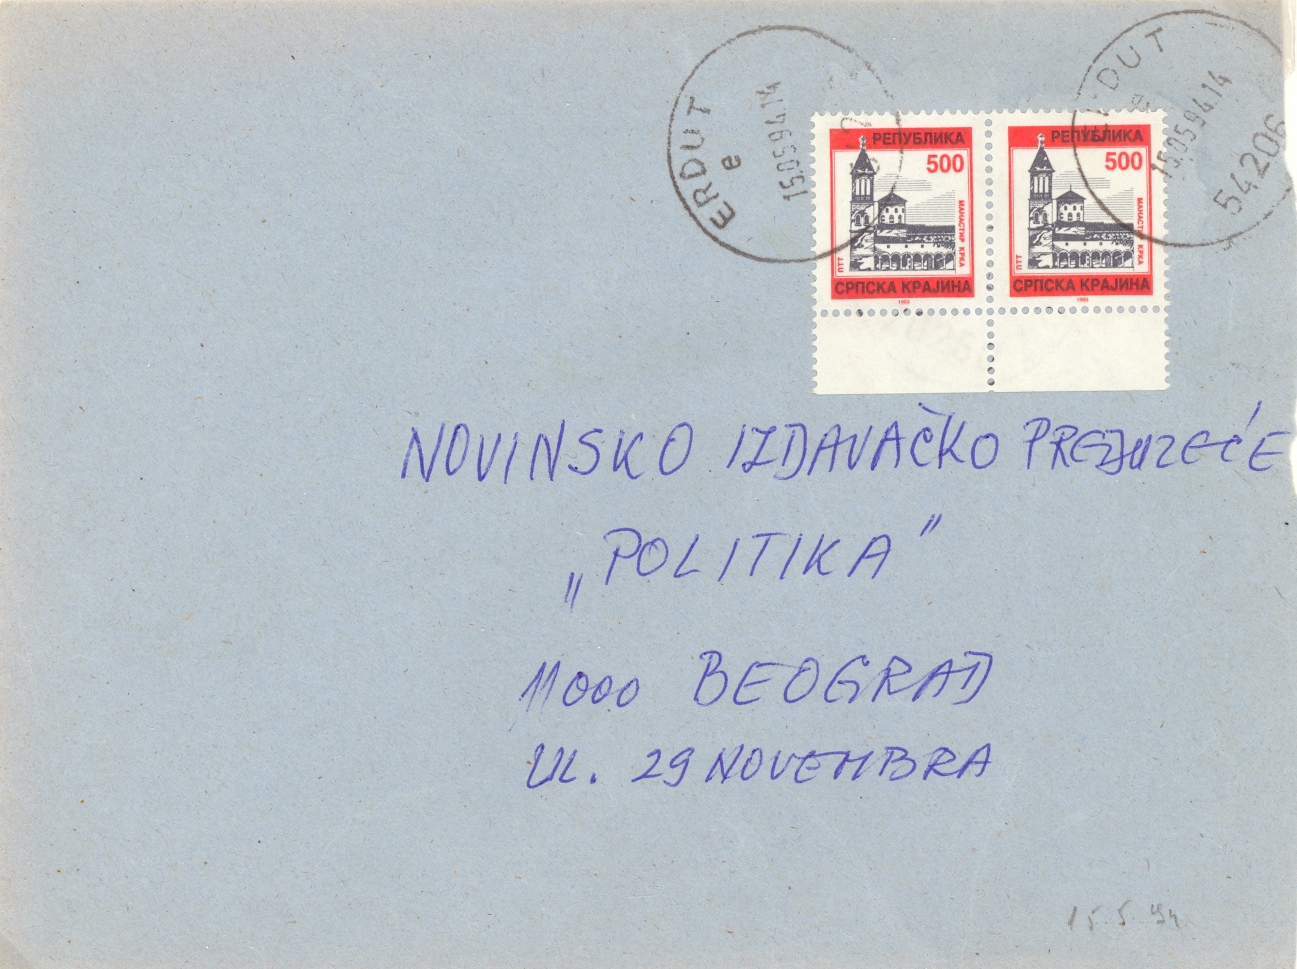 ERDUT
e
15.05.94.14
ERDUT
e
15.05.94.14
54206
РЕПУБЛИКА
500
МАНАСТИР КРКА
ПТТ
СРПСКА КРАЈИНА
1993
РЕПУБЛИКА
500
МАНАСТИР КРКА
ПТТ
СРПСКА КРАЈИНА
1993
NOVINSKO IZDAVAČKO PREDUZEĆE
„POLITIKA"
11000 BEOGRAD
UL. 29 NOVEMBRA
15.5.94